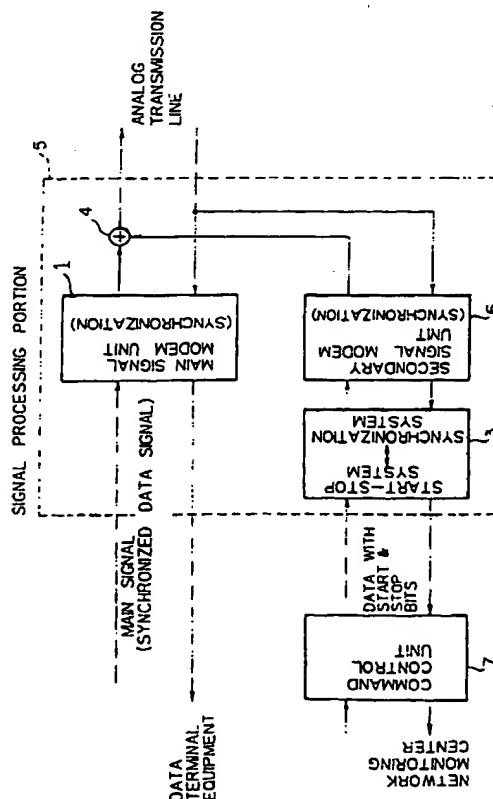 SIGNAL PROCESSING PORTION
5
ANALOG
TRANSMISSION
LINE
4
1
MAIN SIGNAL
MODEM UNIT
(SYNCHRONIZATION)
MAIN SIGNAL
(SYNCHRONIZED DATA SIGNAL)
DATA
TERMINAL
EQUIPMENT
SECONDARY
SIGNAL MODEM
UNIT
(SYNCHRONIZATION)
6
START-STOP
SYSTEM
SYNCHRONIZATION
SYSTEM
3
DATA WITH
START &
STOP
BITS
COMMAND
CONTROL
UNIT
7
NETWORK
MONITORING
CENTER